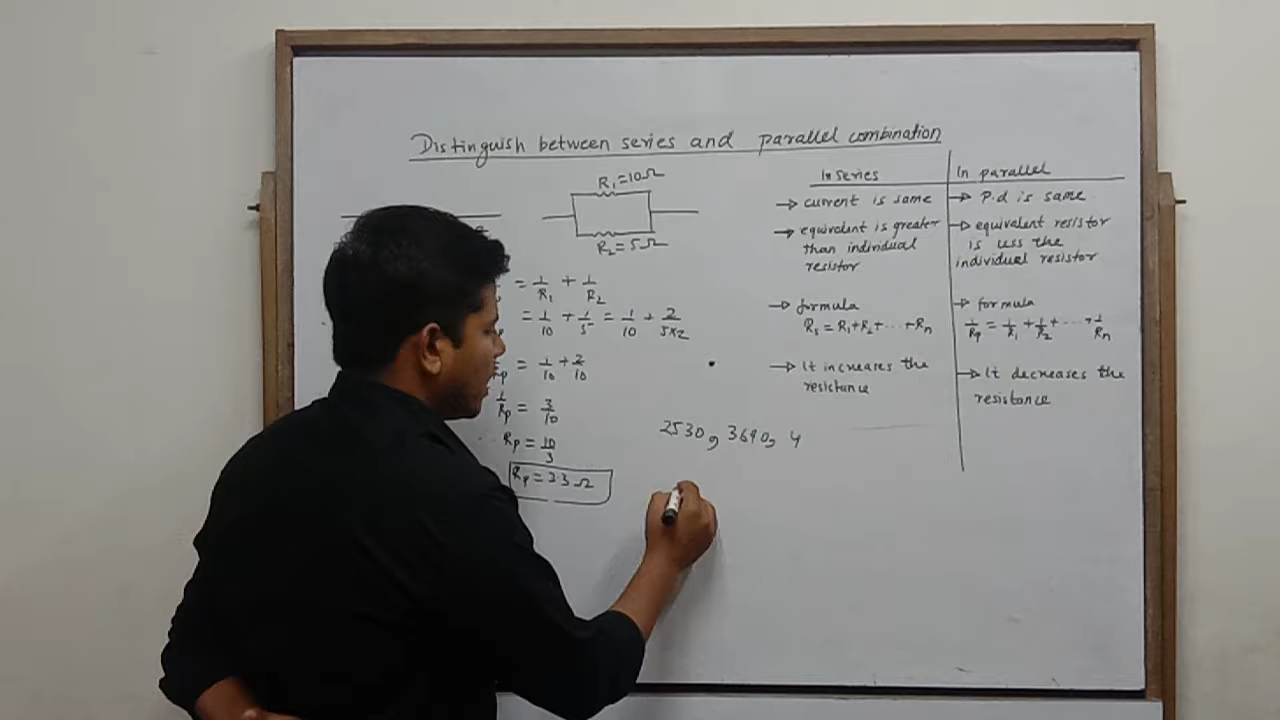 Distinguish between series and parallel combination
R₁=10Ω
R₂=5Ω
= 1/R₁ + 1/R₂
= 1/10 + 1/5 = 1/10 + 2/5x2
= 1/10 + 2/10
1/Rp = 3/10
Rp = 10/3
Rp = 3.3 Ω
2530, 3690, 4
In series
→ current is same
→ equivalent is greater
than individual
resistor
→ formula
Rs = R₁+R₂+ ···+Rn
→ It increases the
resistance
In parallel
→ P.d is same
→ equivalent resistor
is less the
individual resistor
→ formula
1/Rp = 1/R₁ + 1/R₂ + ··· + 1/Rn
→ It decreases the
resistance